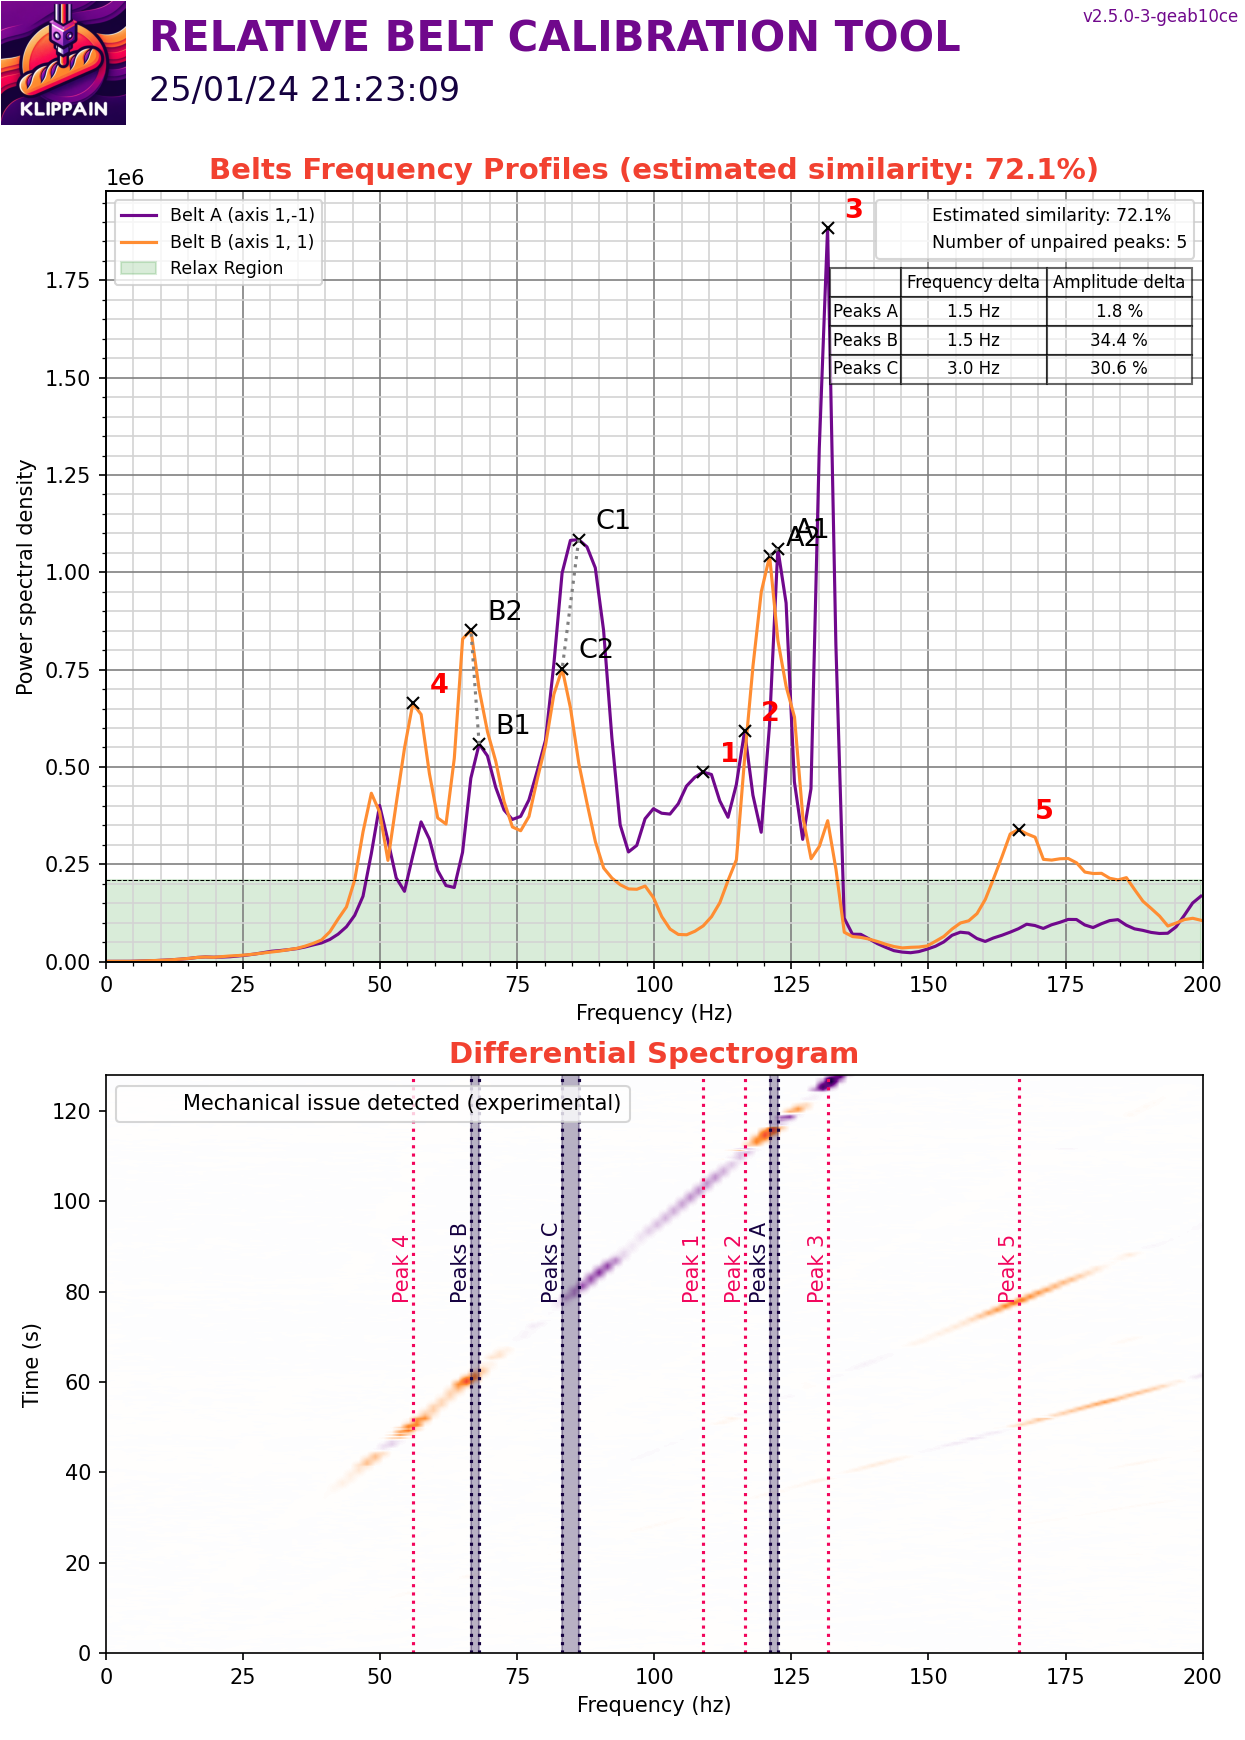 v2.5.0-3-geab10ce
RELATIVE BELT CALIBRATION TOOL
25/01/24 21:23:09
KLIPPAIN
Belts Frequency Profiles (estimated similarity: 72.1%)
1e6
Belt A (axis 1,-1)
Belt B (axis 1, 1)
Relax Region
Estimated similarity: 72.1%
Number of unpaired peaks: 5
Frequency delta Amplitude delta
Peaks A 1.5 Hz 1.8 %
Peaks B 1.5 Hz 34.4 %
Peaks C 3.0 Hz 30.6 %
3
C1
A1
A2
B2
C2
4
2
B1
1
5
1.75
1.50
1.25
1.00
0.75
0.50
0.25
0.00
Power spectral density
0 25 50 75 100 125 150 175 200
Frequency (Hz)
Differential Spectrogram
Mechanical issue detected (experimental)
120
100
80
60
40
20
0
Time (s)
Peak 4
Peaks B
Peaks C
Peak 1
Peak 2
Peaks A
Peak 3
Peak 5
0 25 50 75 100 125 150 175 200
Frequency (hz)